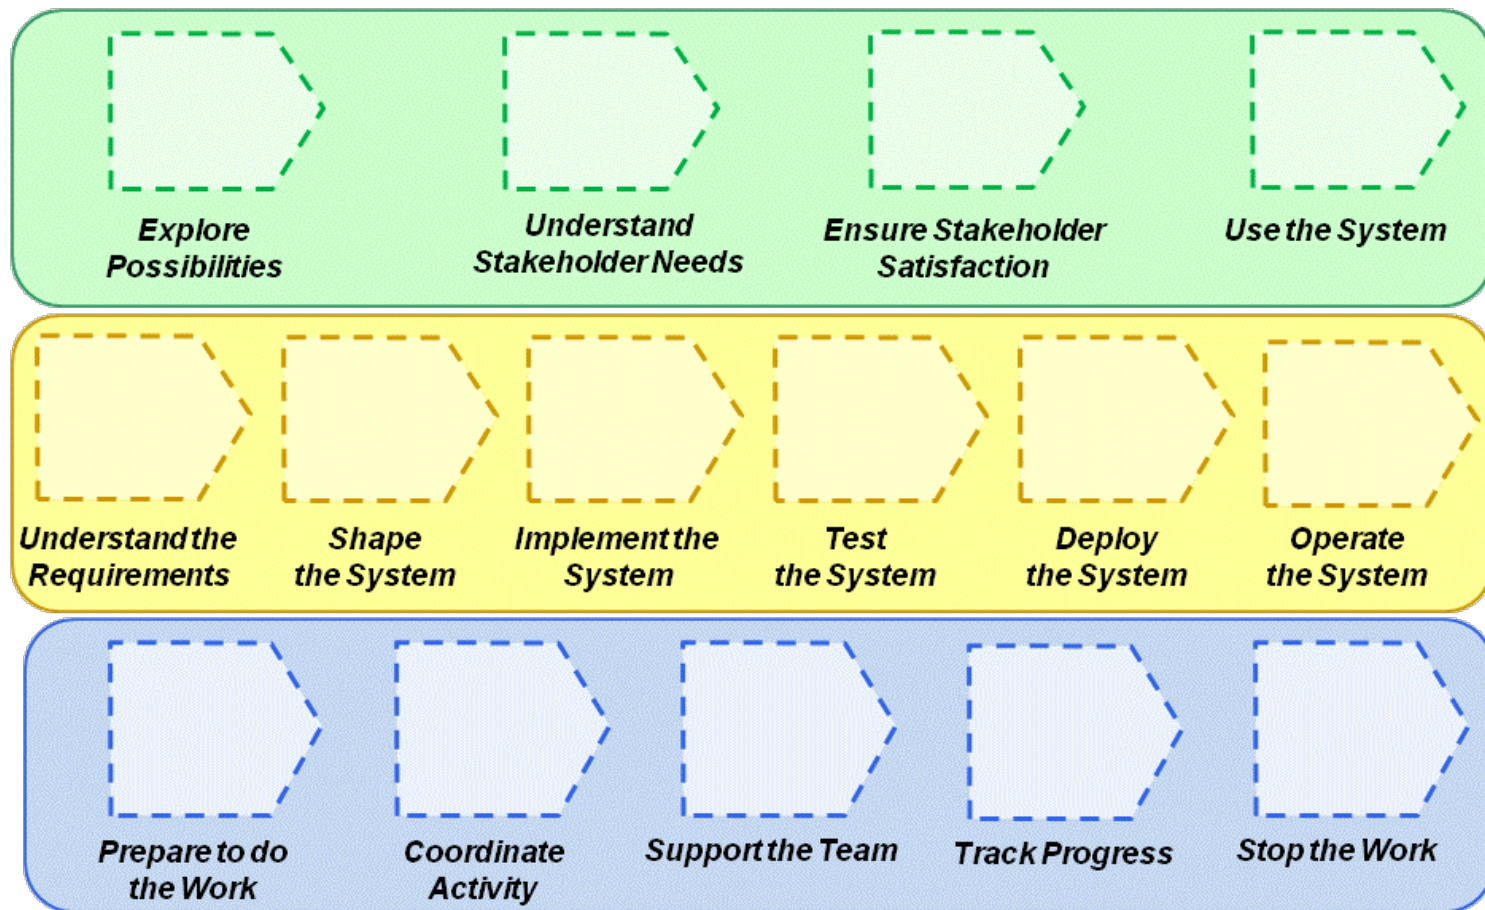 Explore
Possibilities
Understand
Stakeholder Needs
Ensure Stakeholder
Satisfaction
Use the System
Understand the
Requirements
Shape
the System
Implement the
System
Test
the System
Deploy
the System
Operate
the System
Prepare to do
the Work
Coordinate
Activity
Support the Team
Track Progress
Stop the Work